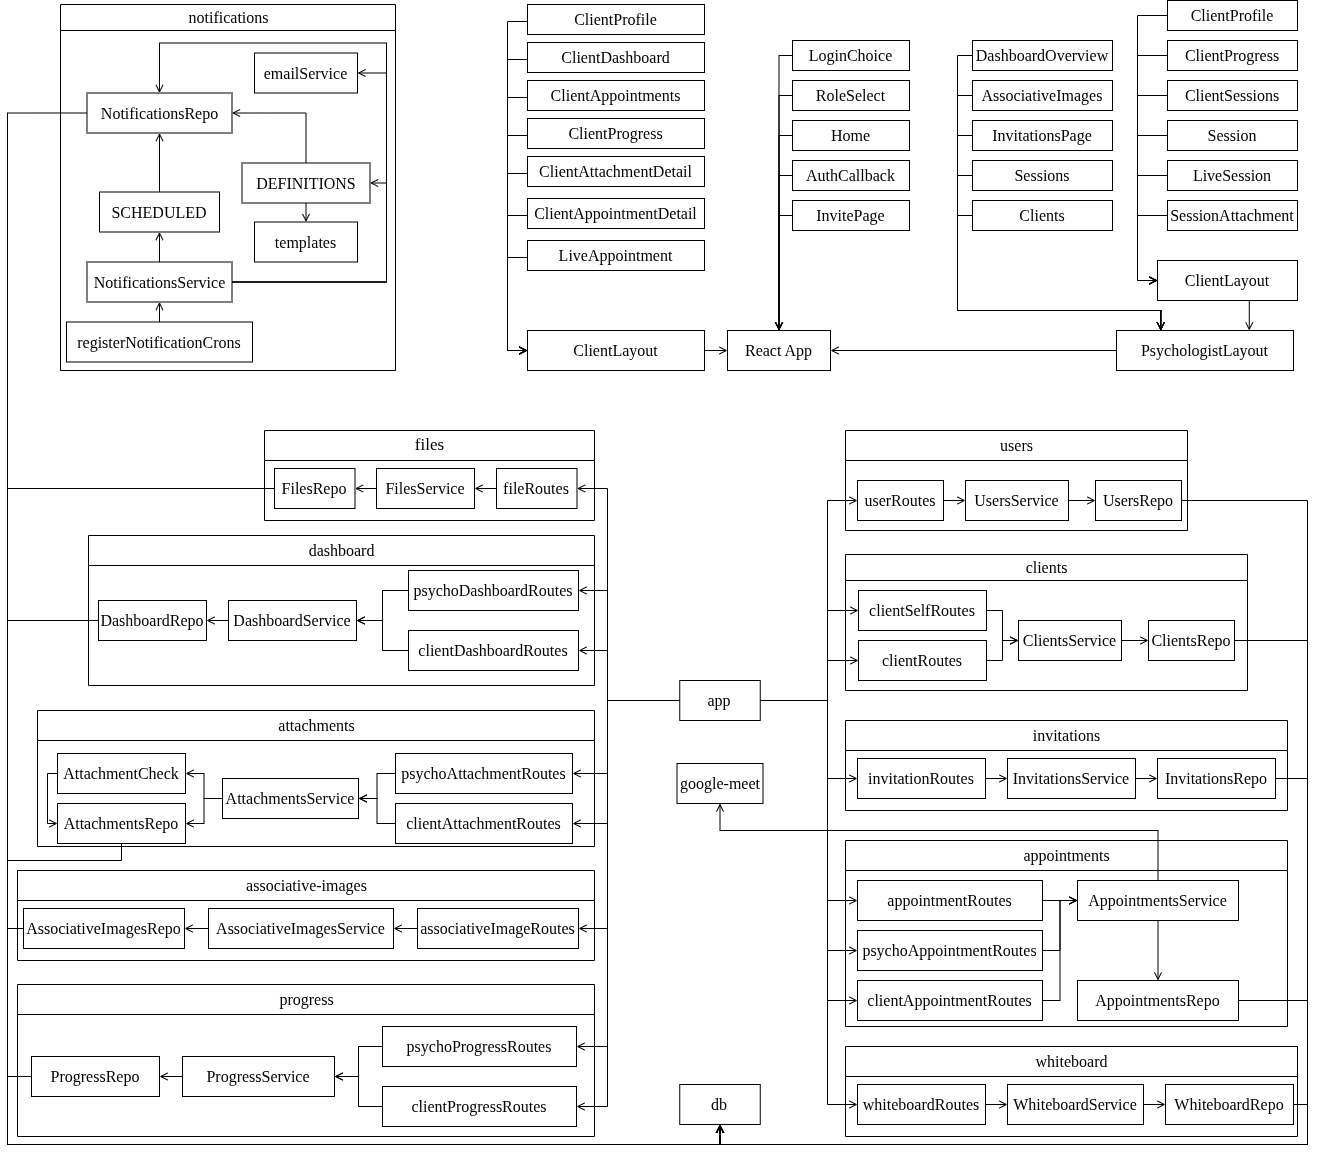 notifications
emailService
NotificationsRepo
DEFINITIONS
SCHEDULED
templates
NotificationsService
registerNotificationCrons
ClientProfile
ClientDashboard
ClientAppointments
ClientProgress
ClientAttachmentDetail
ClientAppointmentDetail
LiveAppointment
ClientLayout
LoginChoice
RoleSelect
Home
AuthCallback
InvitePage
React App
DashboardOverview
AssociativeImages
InvitationsPage
Sessions
Clients
ClientProfile
ClientProgress
ClientSessions
Session
LiveSession
SessionAttachment
ClientLayout
PsychologistLayout
files
FilesRepo
FilesService
fileRoutes
dashboard
psychoDashboardRoutes
DashboardRepo
DashboardService
clientDashboardRoutes
attachments
AttachmentCheck
psychoAttachmentRoutes
AttachmentsService
AttachmentsRepo
clientAttachmentRoutes
associative-images
AssociativeImagesRepo
AssociativeImagesService
associativeImageRoutes
progress
psychoProgressRoutes
ProgressRepo
ProgressService
clientProgressRoutes
app
google-meet
db
users
userRoutes
UsersService
UsersRepo
clients
clientSelfRoutes
ClientsService
ClientsRepo
clientRoutes
invitations
invitationRoutes
InvitationsService
InvitationsRepo
appointments
appointmentRoutes
AppointmentsService
psychoAppointmentRoutes
clientAppointmentRoutes
AppointmentsRepo
whiteboard
whiteboardRoutes
WhiteboardService
WhiteboardRepo